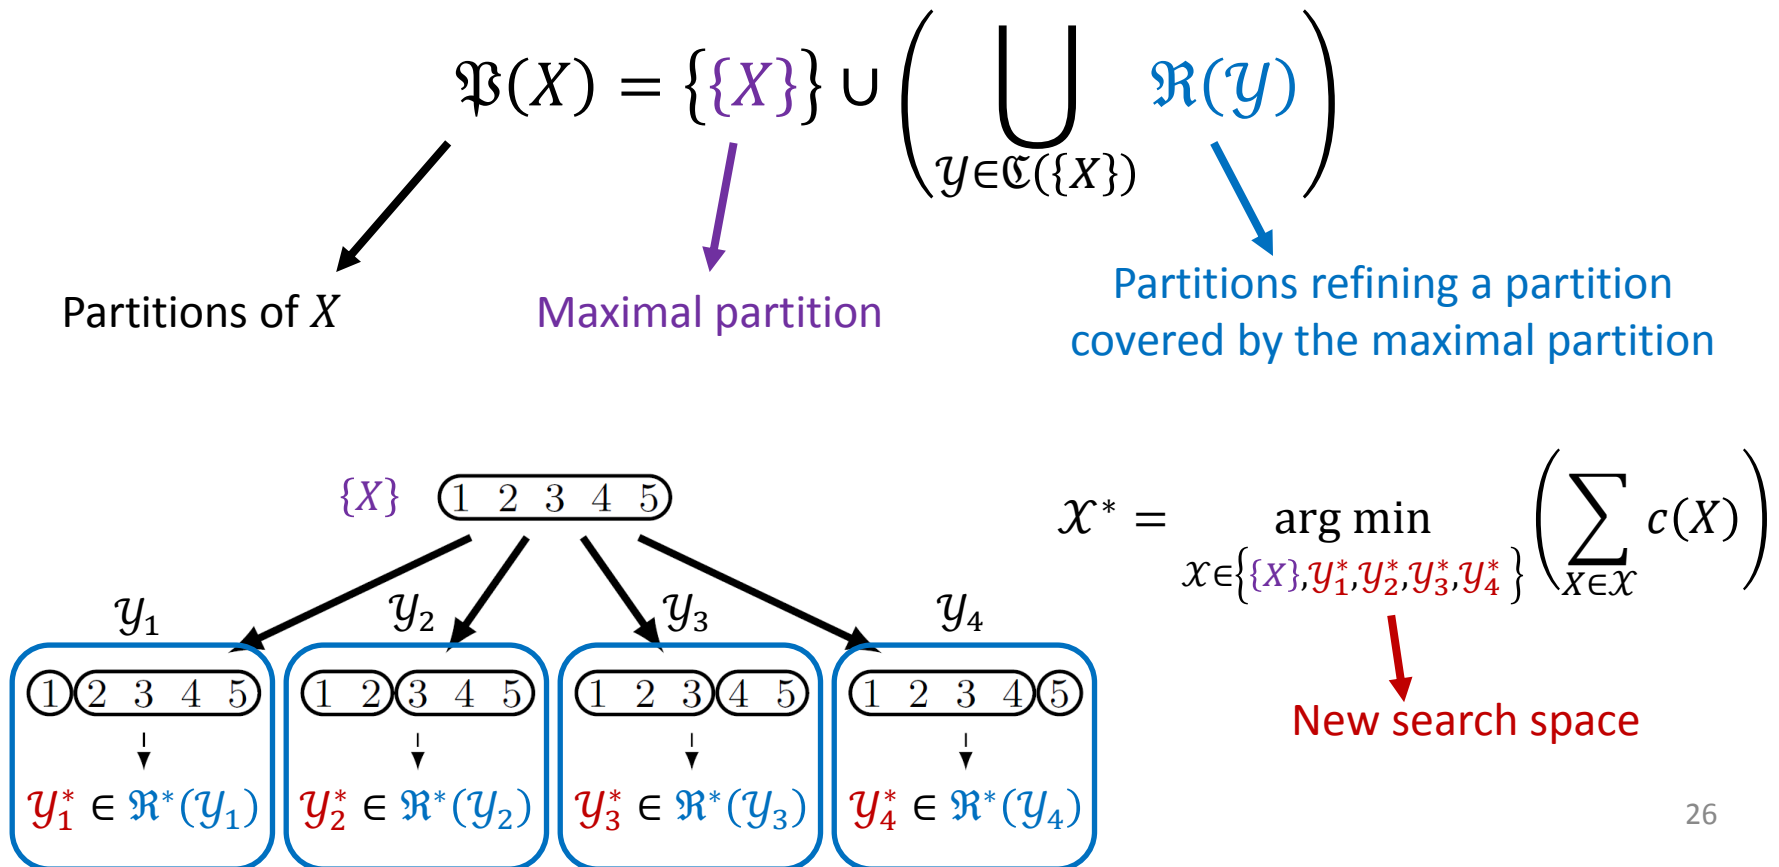 𝔓(X) = {{X}} ∪ ( ⋃_{𝒴∈ℭ({X})} ℜ(𝒴) )
Partitions of X
Maximal partition
Partitions refining a partition
covered by the maximal partition
{X} 1 2 3 4 5
𝒳* = arg min_{𝒳∈{{X},𝒴₁*,𝒴₂*,𝒴₃*,𝒴₄*}} ( ∑_{X∈𝒳} c(X) )
New search space
𝒴₁ 𝒴₂ 𝒴₃ 𝒴₄
1 2 3 4 5 1 2 3 4 5 1 2 3 4 5 1 2 3 4 5
𝒴₁* ∈ ℜ*(𝒴₁) 𝒴₂* ∈ ℜ*(𝒴₂) 𝒴₃* ∈ ℜ*(𝒴₃) 𝒴₄* ∈ ℜ*(𝒴₄)
26